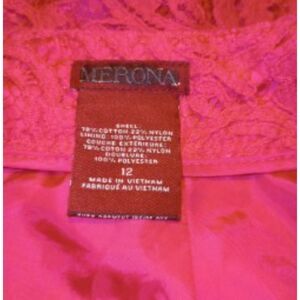 MERONA
SHELL:
78% COTTON 22% NYLON
LINING: 100% POLYESTER
COUCHE EXTÉRIEURE:
78% COTON 22% NYLON
DOUBLURE:
100% POLYESTER
12
MADE IN VIETNAM
FABRIQUÉ AU VIETNAM